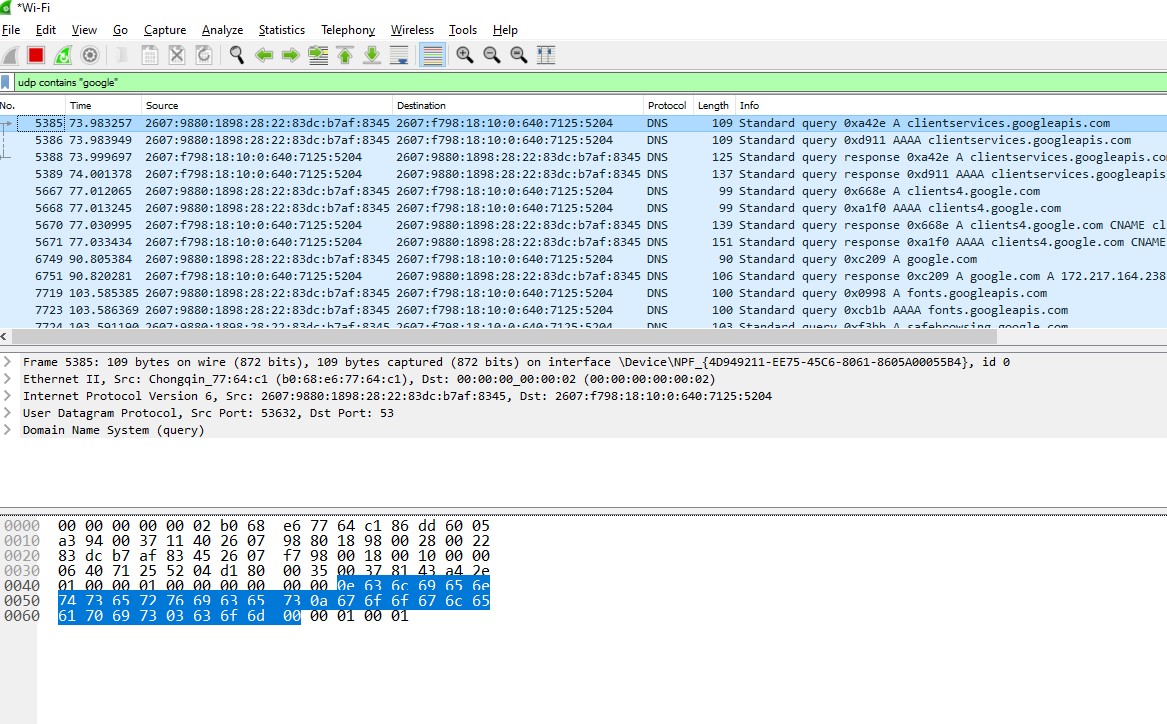 *Wi-Fi
File Edit View Go Capture Analyze Statistics Telephony Wireless Tools Help
udp contains "google"
No. Time Source Destination Protocol Length Info
5385 73.983257 2607:9880:1898:28:22:83dc:b7af:8345 2607:f798:18:10:0:640:7125:5204 DNS 109 Standard query 0xa42e A clientservices.googleapis.com
5386 73.983949 2607:9880:1898:28:22:83dc:b7af:8345 2607:f798:18:10:0:640:7125:5204 DNS 109 Standard query 0xd911 AAAA clientservices.googleapis.com
5388 73.999697 2607:f798:18:10:0:640:7125:5204 2607:9880:1898:28:22:83dc:b7af:8345 DNS 125 Standard query response 0xa42e A clientservices.googleapis.co
5389 74.001378 2607:f798:18:10:0:640:7125:5204 2607:9880:1898:28:22:83dc:b7af:8345 DNS 137 Standard query response 0xd911 AAAA clientservices.googleapis
5667 77.012065 2607:9880:1898:28:22:83dc:b7af:8345 2607:f798:18:10:0:640:7125:5204 DNS 99 Standard query 0x668e A clients4.google.com
5668 77.013245 2607:9880:1898:28:22:83dc:b7af:8345 2607:f798:18:10:0:640:7125:5204 DNS 99 Standard query 0xa1f0 AAAA clients4.google.com
5670 77.030995 2607:f798:18:10:0:640:7125:5204 2607:9880:1898:28:22:83dc:b7af:8345 DNS 139 Standard query response 0x668e A clients4.google.com CNAME cl
5671 77.033434 2607:f798:18:10:0:640:7125:5204 2607:9880:1898:28:22:83dc:b7af:8345 DNS 151 Standard query response 0xa1f0 AAAA clients4.google.com CNAME
6749 90.805384 2607:9880:1898:28:22:83dc:b7af:8345 2607:f798:18:10:0:640:7125:5204 DNS 90 Standard query 0xc209 A google.com
6751 90.820281 2607:f798:18:10:0:640:7125:5204 2607:9880:1898:28:22:83dc:b7af:8345 DNS 106 Standard query response 0xc209 A google.com A 172.217.164.238
7719 103.585385 2607:9880:1898:28:22:83dc:b7af:8345 2607:f798:18:10:0:640:7125:5204 DNS 100 Standard query 0x0998 A fonts.googleapis.com
7723 103.586369 2607:9880:1898:28:22:83dc:b7af:8345 2607:f798:18:10:0:640:7125:5204 DNS 100 Standard query 0xcb1b AAAA fonts.googleapis.com
7724 103.591190 2607:9880:1898:28:22:83dc:b7af:8345 2607:f798:18:10:0:640:7125:5204 DNS 103 Standard query 0xf3bb A safebrowsing.google.com
Frame 5385: 109 bytes on wire (872 bits), 109 bytes captured (872 bits) on interface \Device\NPF_{4D949211-EE75-45C6-8061-8605A00055B4}, id 0
Ethernet II, Src: Chongqin_77:64:c1 (b0:68:e6:77:64:c1), Dst: 00:00:00_00:00:02 (00:00:00:00:00:02)
Internet Protocol Version 6, Src: 2607:9880:1898:28:22:83dc:b7af:8345, Dst: 2607:f798:18:10:0:640:7125:5204
User Datagram Protocol, Src Port: 53632, Dst Port: 53
Domain Name System (query)
0000 00 00 00 00 00 02 b0 68 e6 77 64 c1 86 dd 60 05
0010 a3 94 00 37 11 40 26 07 98 80 18 98 00 28 00 22
0020 83 dc b7 af 83 45 26 07 f7 98 00 18 00 10 00 00
0030 06 40 71 25 52 04 d1 80 00 35 00 37 81 43 a4 2e
0040 01 00 00 01 00 00 00 00 00 00 0e 63 6c 69 65 6e
0050 74 73 65 72 76 69 63 65 73 0a 67 6f 6f 67 6c 65
0060 61 70 69 73 03 63 6f 6d 00 00 01 00 01